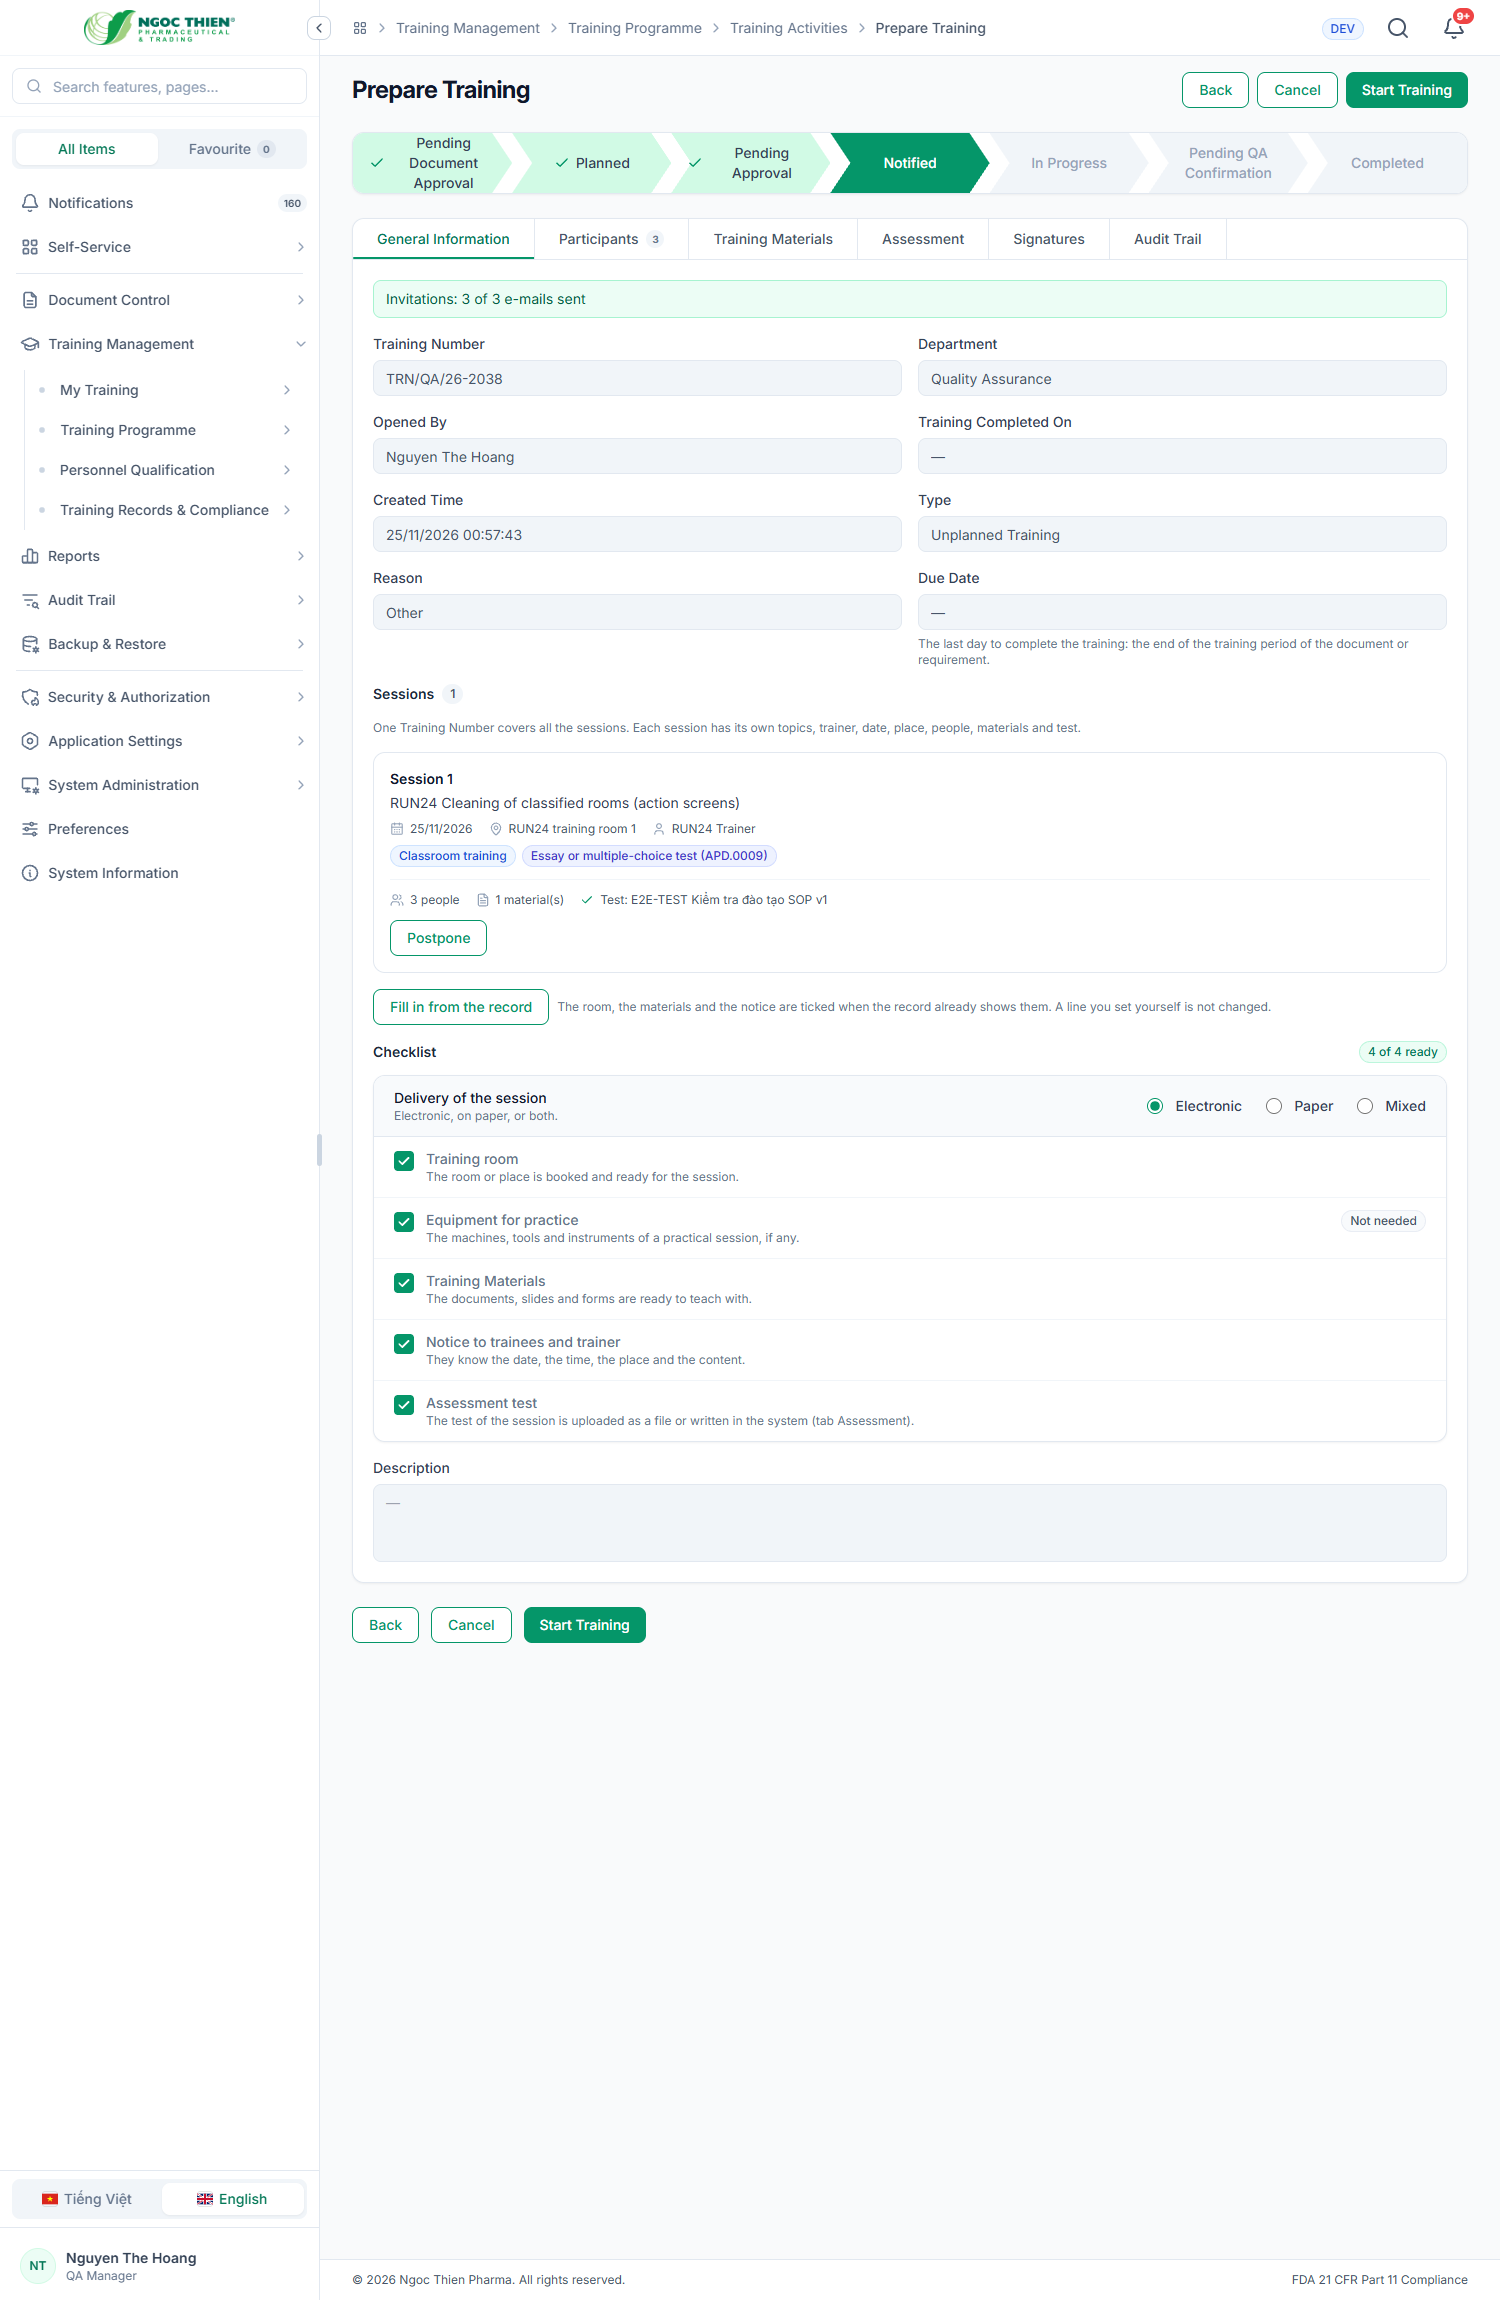 NGOC THIEN®
PHARMACEUTICAL
& TRADING
Search features, pages...
All Items
Favourite 0
Notifications 160
Self-Service
Document Control
Training Management
My Training
Training Programme
Personnel Qualification
Training Records & Compliance
Reports
Audit Trail
Backup & Restore
Security & Authorization
Application Settings
System Administration
Preferences
System Information
Tiếng Việt
English
NT
Nguyen The Hoang
QA Manager
Training Management
Training Programme
Training Activities
Prepare Training
DEV
9+
Prepare Training
Back
Cancel
Start Training
Pending
Document
Approval
Planned
Pending
Approval
Notified
In Progress
Pending QA
Confirmation
Completed
General Information
Participants 3
Training Materials
Assessment
Signatures
Audit Trail
Invitations: 3 of 3 e-mails sent
Training Number
TRN/QA/26-2038
Department
Quality Assurance
Opened By
Nguyen The Hoang
Training Completed On
—
Created Time
25/11/2026 00:57:43
Type
Unplanned Training
Reason
Other
Due Date
—
The last day to complete the training: the end of the training period of the document or
requirement.
Sessions 1
One Training Number covers all the sessions. Each session has its own topics, trainer, date, place, people, materials and test.
Session 1
RUN24 Cleaning of classified rooms (action screens)
25/11/2026 RUN24 training room 1 RUN24 Trainer
Classroom training Essay or multiple-choice test (APD.0009)
3 people 1 material(s) Test: E2E-TEST Kiểm tra đào tạo SOP v1
Postpone
Fill in from the record The room, the materials and the notice are ticked when the record already shows them. A line you set yourself is not changed.
Checklist 4 of 4 ready
Delivery of the session
Electronic, on paper, or both.
Electronic Paper Mixed
Training room
The room or place is booked and ready for the session.
Equipment for practice
The machines, tools and instruments of a practical session, if any.
Not needed
Training Materials
The documents, slides and forms are ready to teach with.
Notice to trainees and trainer
They know the date, the time, the place and the content.
Assessment test
The test of the session is uploaded as a file or written in the system (tab Assessment).
Description
—
Back
Cancel
Start Training
© 2026 Ngoc Thien Pharma. All rights reserved.
FDA 21 CFR Part 11 Compliance